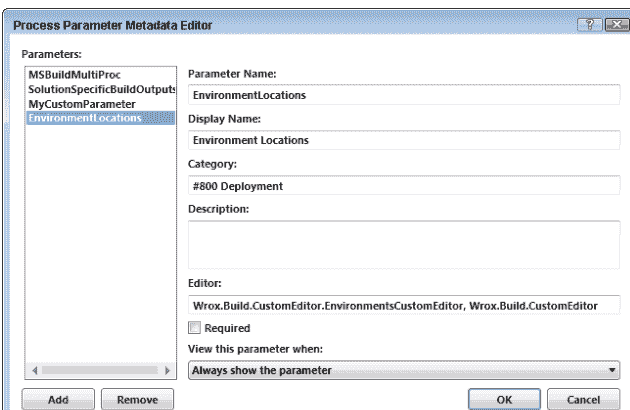 Process Parameter Metadata Editor
Parameters:
MSBuildMultiProc
SolutionSpecificBuildOutputs
MyCustomParameter
EnvironmentLocations
Parameter Name:
EnvironmentLocations
Display Name:
Environment Locations
Category:
#800 Deployment
Description:
Editor:
Wrox.Build.CustomEditor.EnvironmentsCustomEditor, Wrox.Build.CustomEditor
Required
View this parameter when:
Always show the parameter
Add
Remove
OK
Cancel